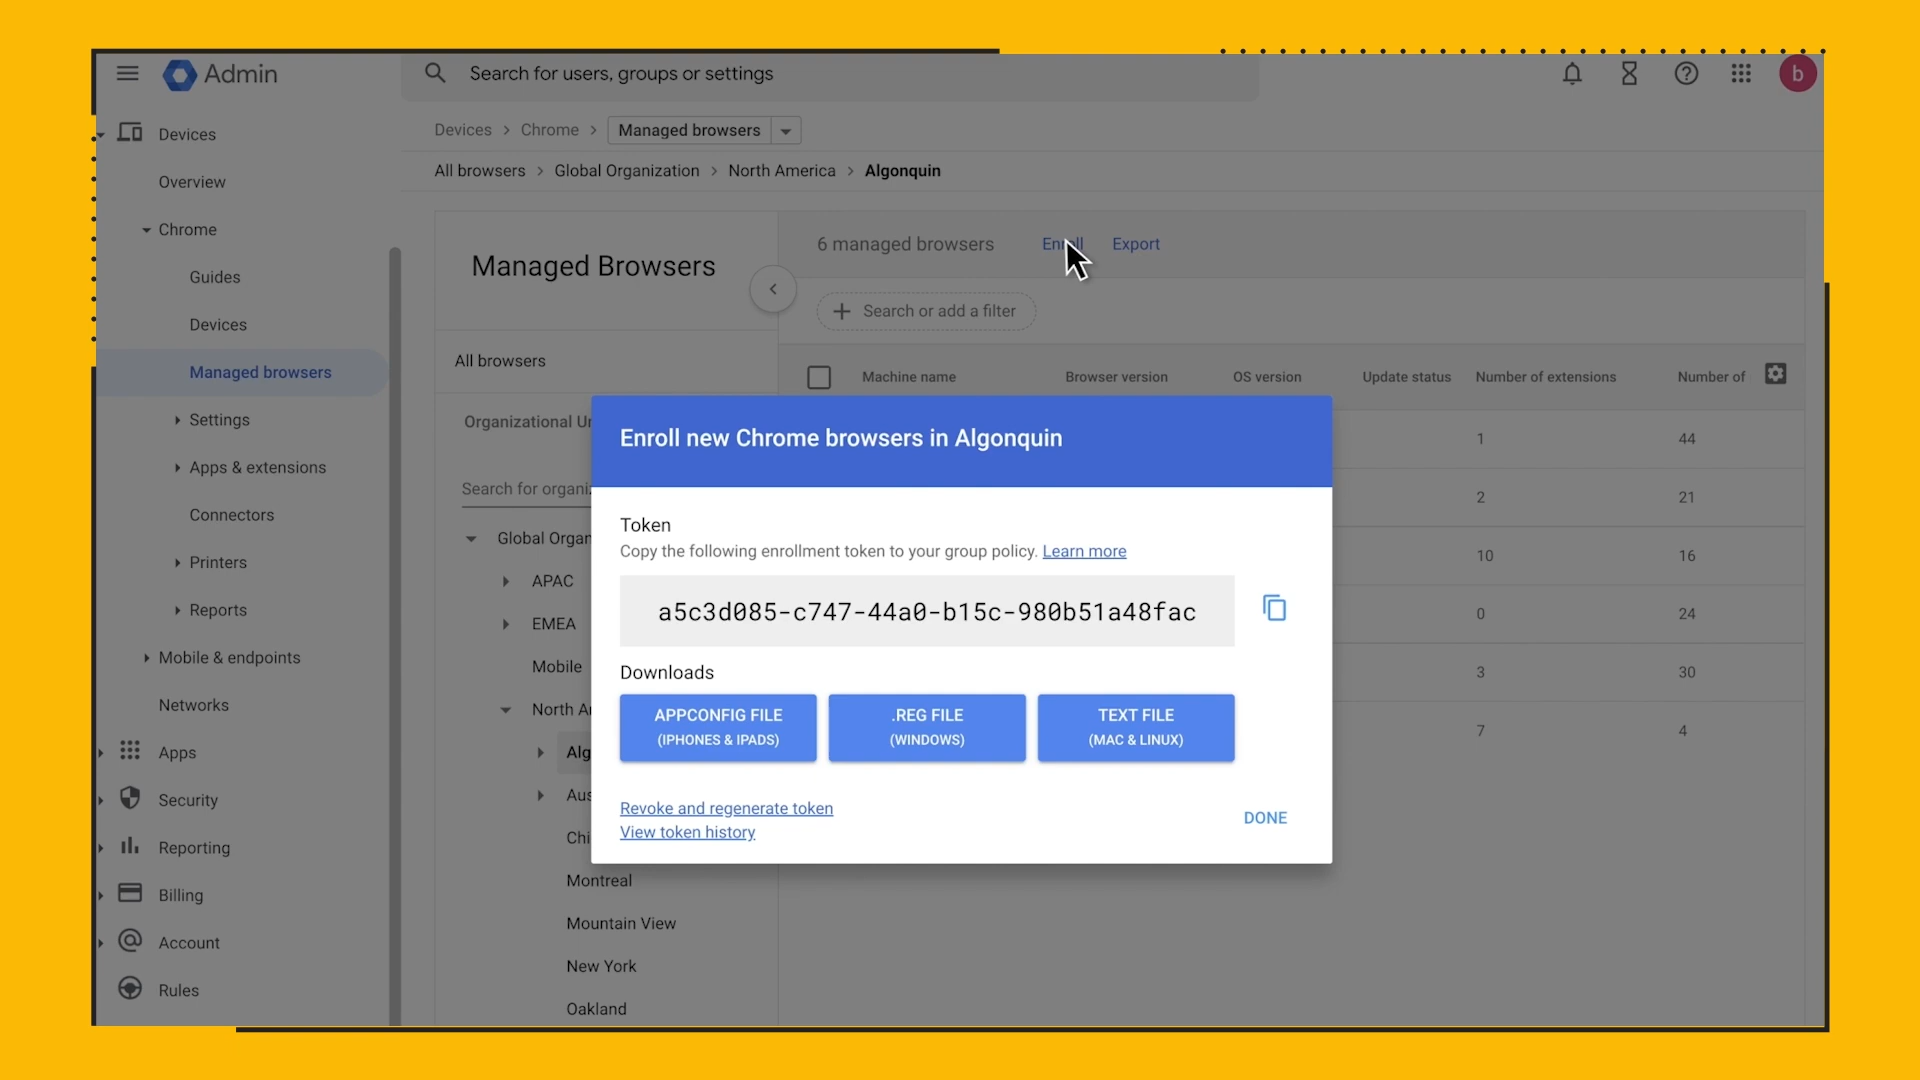 Admin
Search for users, groups or settings
b
Devices
Overview
Chrome
Guides
Devices
Managed browsers
Settings
Apps & extensions
Connectors
Printers
Reports
Mobile & endpoints
Networks
Apps
Security
Reporting
Billing
Account
Rules
Devices > Chrome > Managed browsers
All browsers > Global Organization > North America > Algonquin
Managed Browsers
All browsers
Organizational
Search for
Global
APAC
EMEA
Mobile
North
Montreal
Mountain View
New York
Oakland
6 managed browsers
Enroll
Export
Search or add a filter
Machine name
Browser version
OS version
Update status
Number of extensions
Number of
1 44
2 21
10 16
0 24
3 30
7 4
Enroll new Chrome browsers in Algonquin
Token
Copy the following enrollment token to your group policy. Learn more
a5c3d085-c747-44a0-b15c-980b51a48fac
Downloads
APPCONFIG FILE
(IPHONES & IPADS)
.REG FILE
(WINDOWS)
TEXT FILE
(MAC & LINUX)
Revoke and regenerate token
View token history
DONE